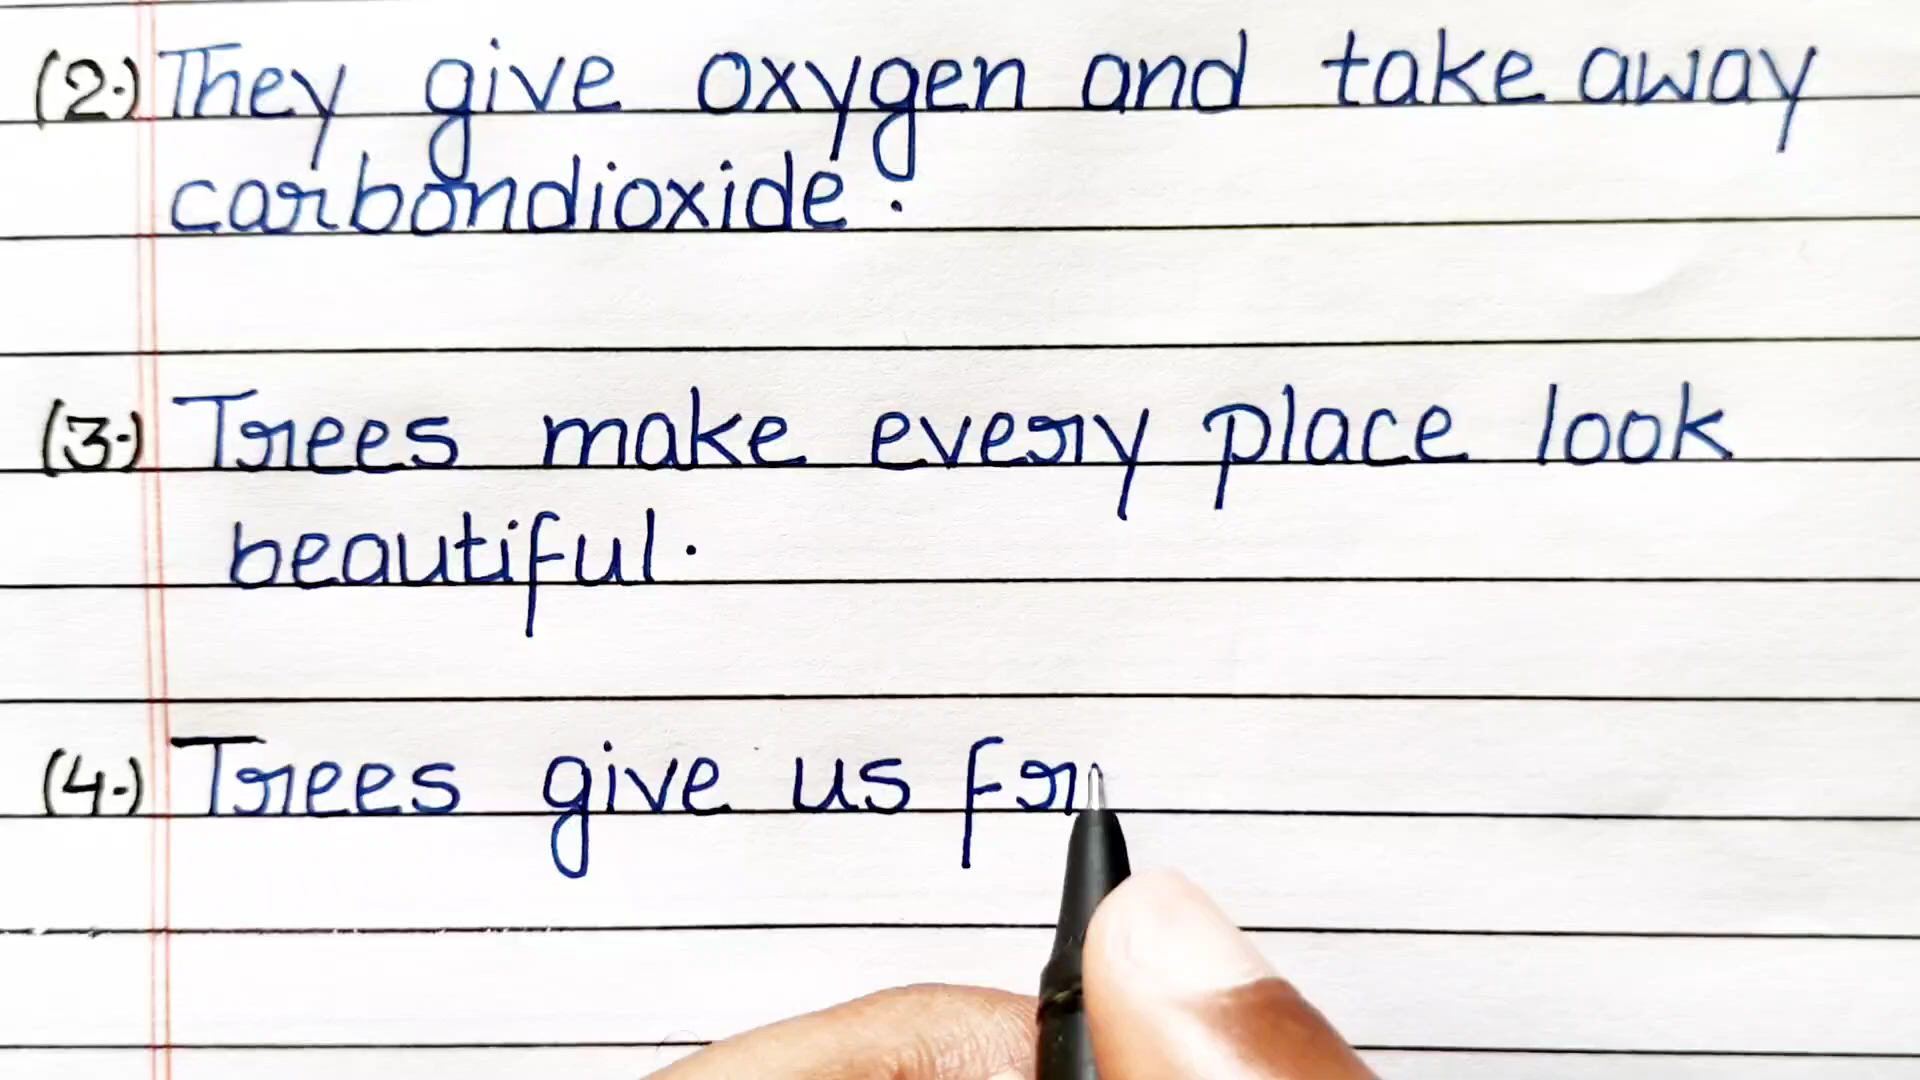 (2.) They give oxygen and take away
carbondioxide.
(3.) Trees make every place look
beautiful.
(4.) Trees give us fr